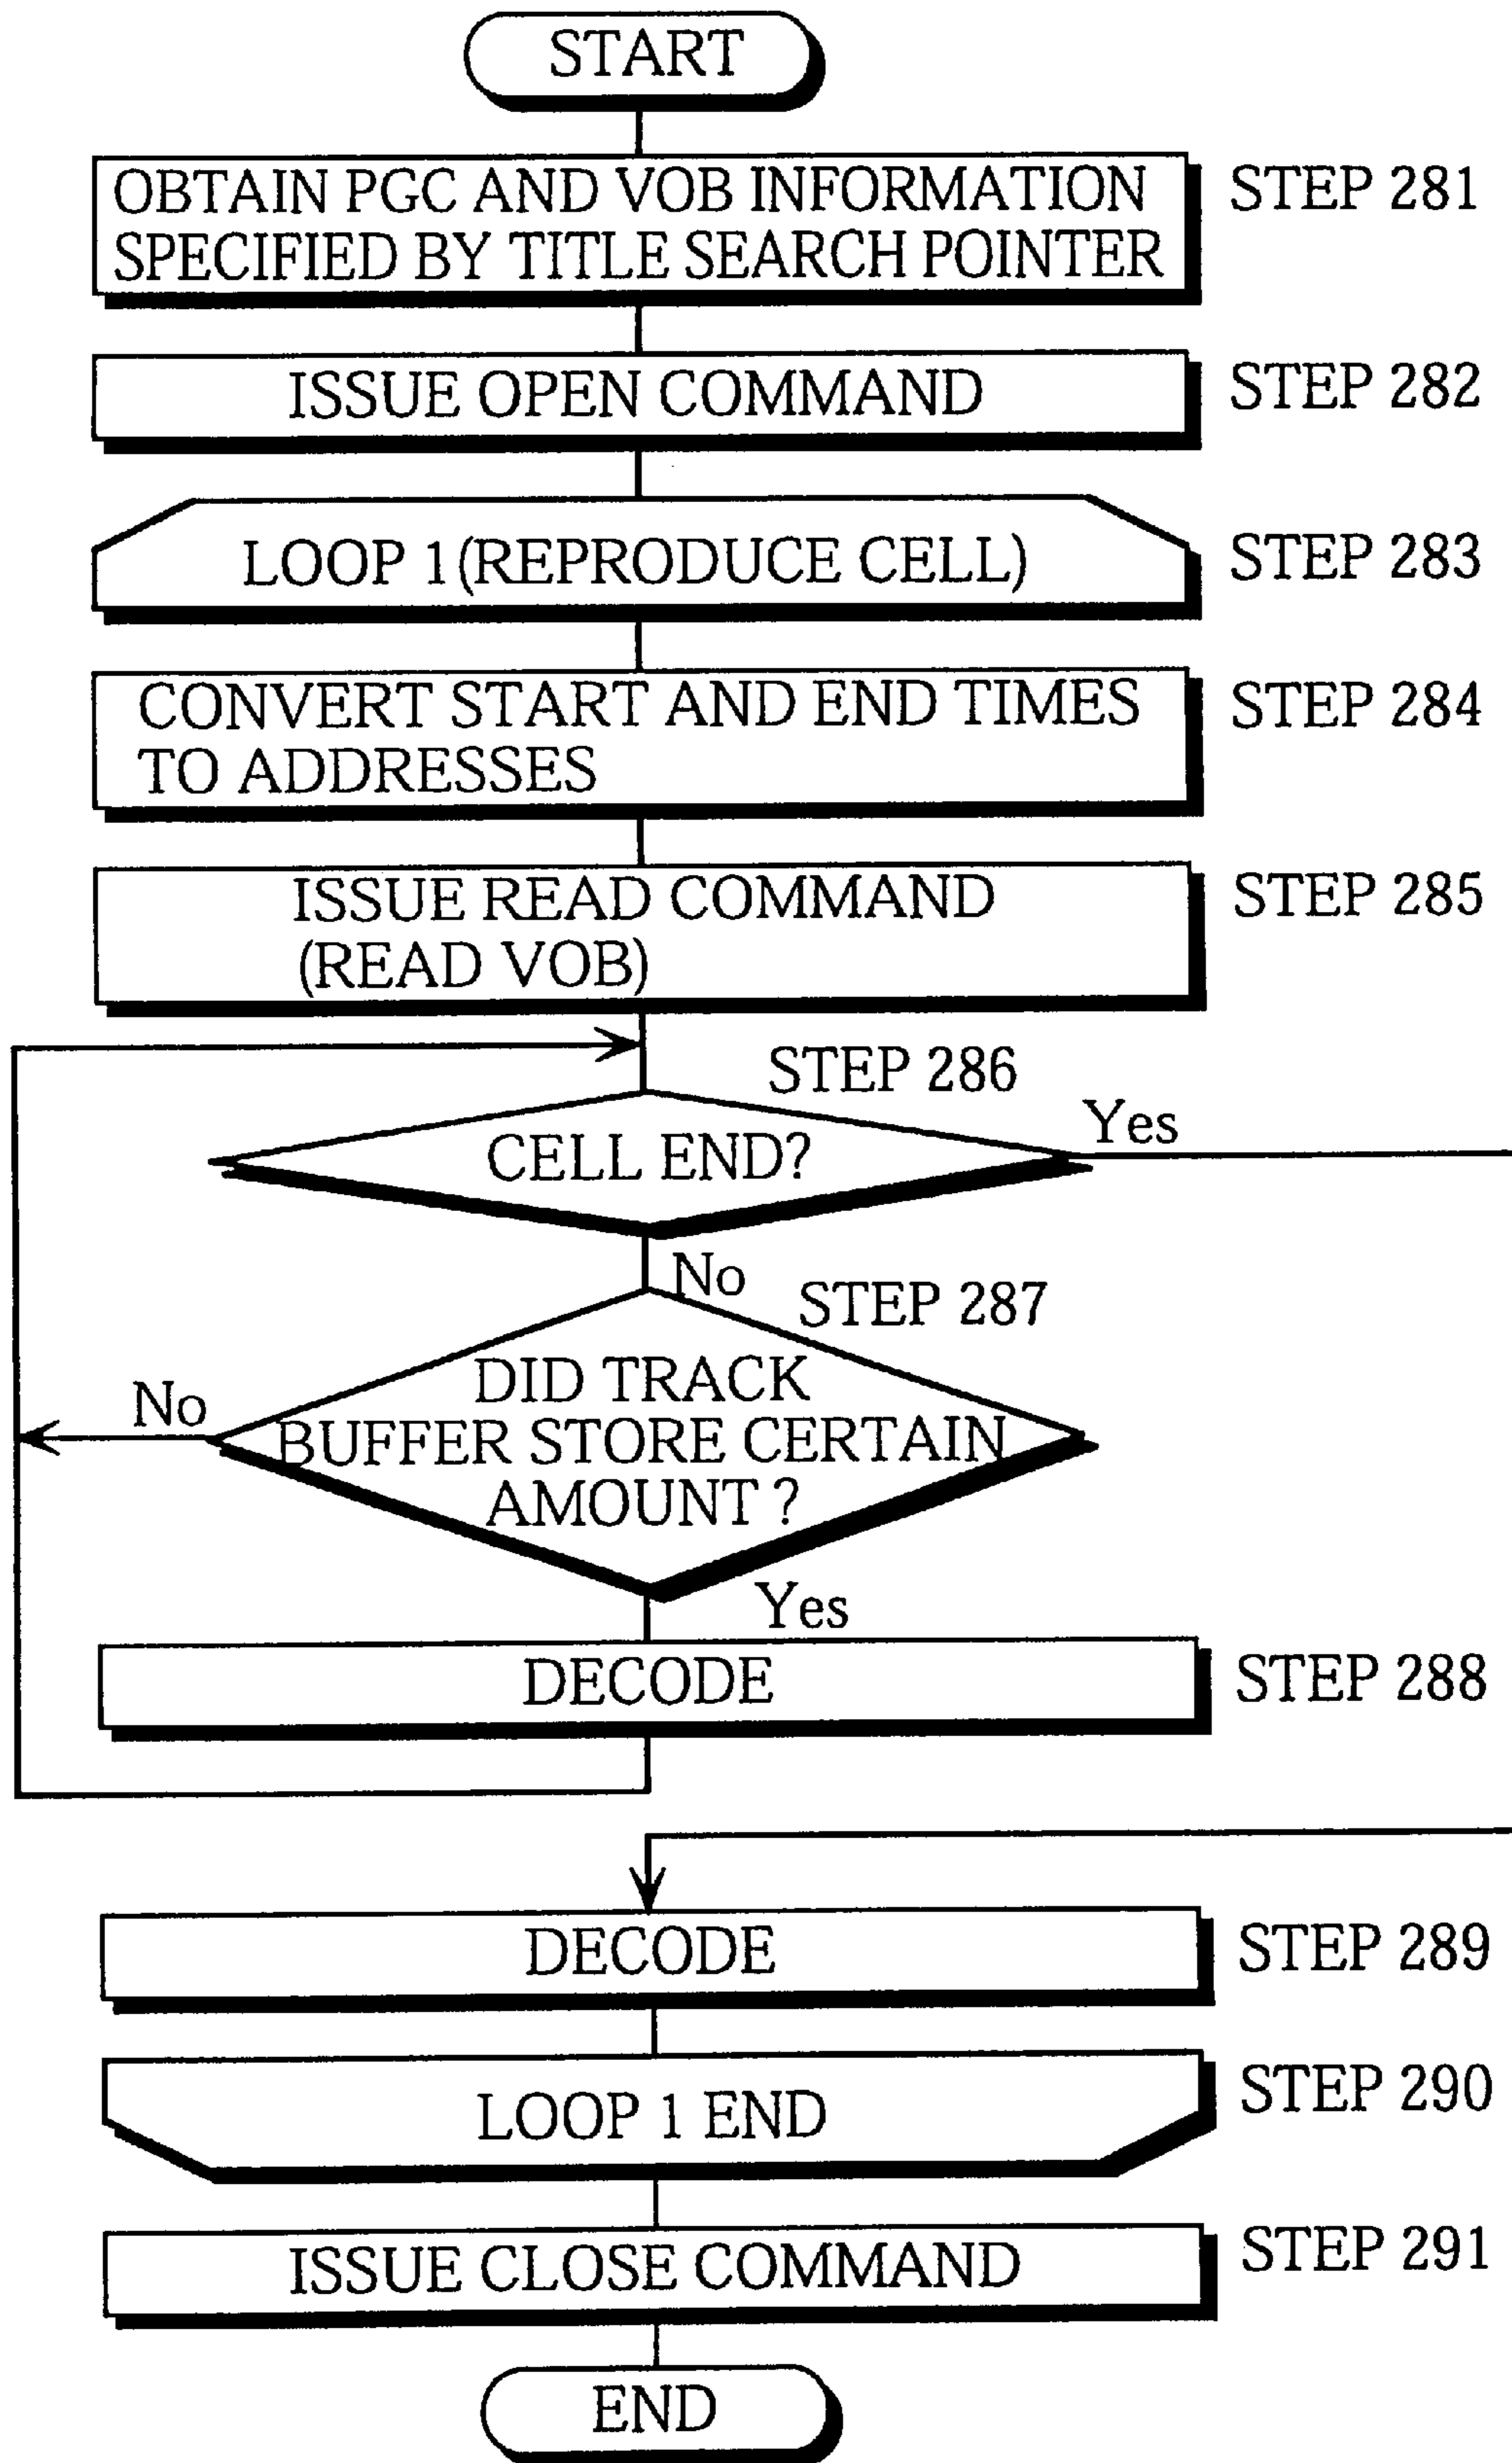 START
OBTAIN PGC AND VOB INFORMATION
SPECIFIED BY TITLE SEARCH POINTER
STEP 281
ISSUE OPEN COMMAND
STEP 282
LOOP 1 (REPRODUCE CELL)
STEP 283
CONVERT START AND END TIMES
TO ADDRESSES
STEP 284
ISSUE READ COMMAND
(READ VOB)
STEP 285
STEP 286
CELL END?
Yes
No
STEP 287
DID TRACK
BUFFER STORE CERTAIN
AMOUNT ?
No
Yes
DECODE
STEP 288
DECODE
STEP 289
LOOP 1 END
STEP 290
ISSUE CLOSE COMMAND
STEP 291
END